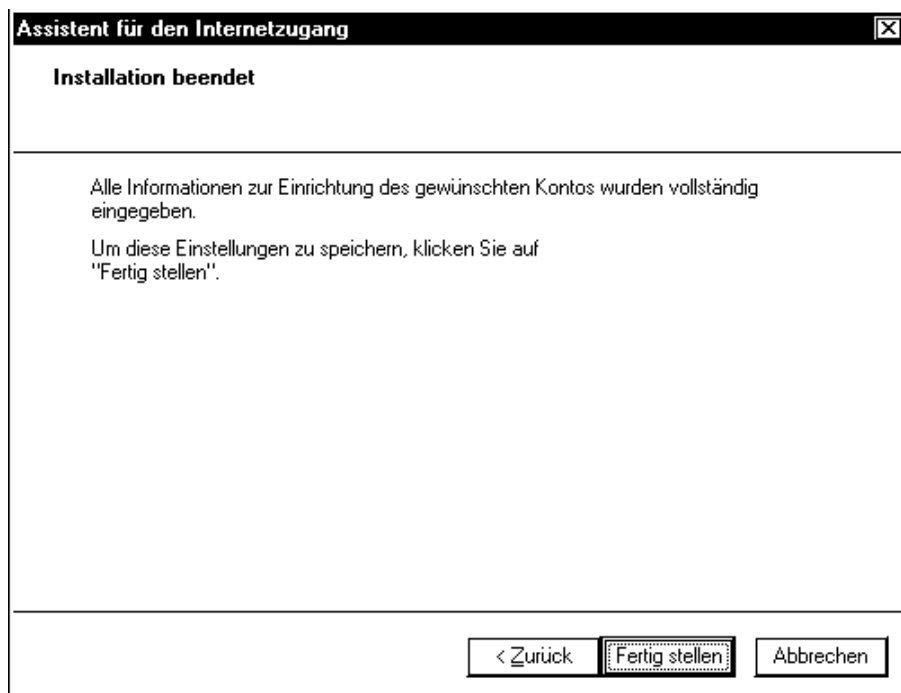 Assistent für den Internetzugang
Installation beendet
Alle Informationen zur Einrichtung des gewünschten Kontos wurden vollständig
eingegeben.
Um diese Einstellungen zu speichern, klicken Sie auf
"Fertig stellen".
< Zurück Fertig stellen Abbrechen